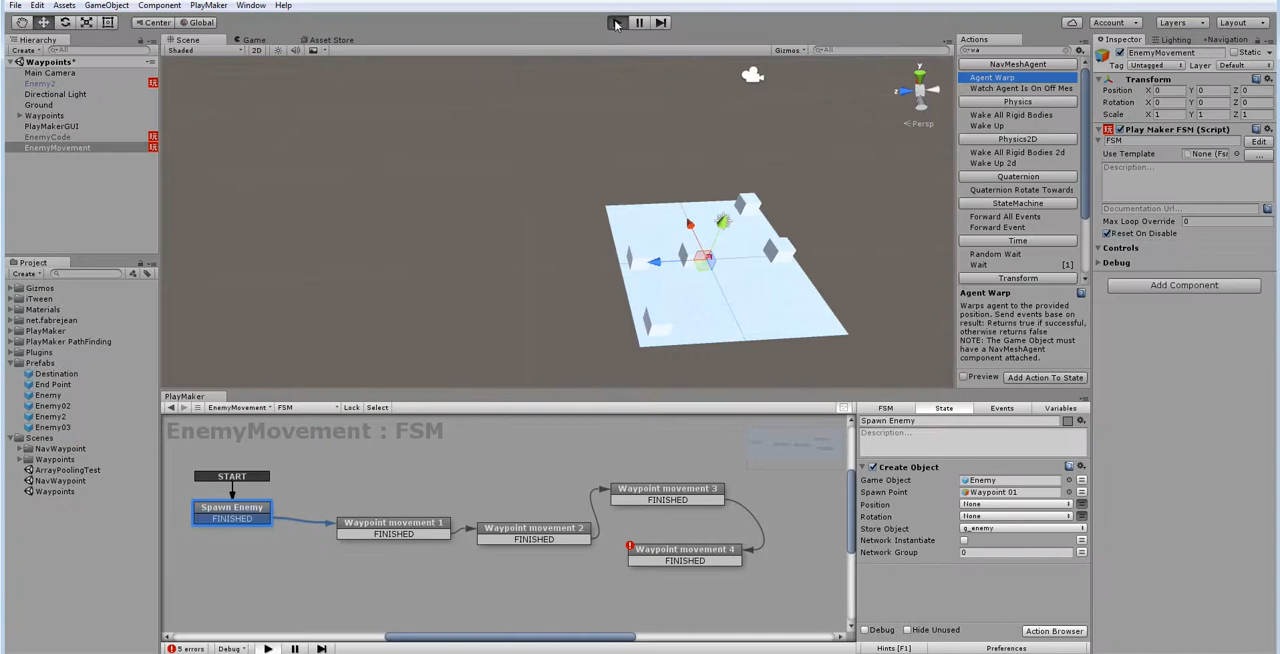 File Edit Assets GameObject Component PlayMaker Window Help
Center Global Account Layers Layout
Hierarchy
Create All
Waypoints*
Main Camera
Enemy2
Directional Light
Ground
Waypoints
PlayMakerGUI
EnemyCode
EnemyMovement
Project
Create
Gizmos
iTween
Materials
net.fabrejean
PlayMaker
PlayMaker PathFinding
Plugins
Prefabs
Destination
End Point
Enemy
Enemy02
Enemy2
Enemy03
Scenes
NavWaypoint
Waypoints
ArrayPoolingTest
NavWaypoint
Waypoints
Scene Game Asset Store
Shaded 2D Gizmos All
y
z
Persp
Actions
wa
NavMeshAgent
Agent Warp
Watch Agent Is On Off Mes
Physics
Wake All Rigid Bodies
Wake Up
Physics2D
Wake All Rigid Bodies 2d
Wake Up 2d
Quaternion
Quaternion Rotate Towards
StateMachine
Forward All Events
Forward Event
Time
Random Wait
Wait [1]
Transform
Agent Warp
Warps agent to the provided
position. Send events base on
result: Returns true if successful,
otherwise returns false
NOTE: The Game Object must
have a NavMeshAgent
component attached.
Preview Add Action To State
Inspector Lighting Navigation
EnemyMovement Static
Tag Untagged Layer Default
Transform
Position X 0 Y 0 Z 0
Rotation X 0 Y 0 Z 0
Scale X 1 Y 1 Z 1
Play Maker FSM (Script)
FSM Edit
Use Template None (Fsr ...
Description...
Documentation Url...
Max Loop Override 0
Reset On Disable
Controls
Debug
Add Component
PlayMaker
EnemyMovement FSM Lock Select
EnemyMovement : FSM
START
Spawn Enemy
FINISHED
Waypoint movement 1
FINISHED
Waypoint movement 2
FINISHED
Waypoint movement 3
FINISHED
Waypoint movement 4
FINISHED
5 errors Debug
FSM State Events Variables
Spawn Enemy
Description...
Create Object
Game Object Enemy
Spawn Point Waypoint 01
Position None
Rotation None
Store Object g_enemy
Network Instantiate
Network Group 0
Debug Hide Unused Action Browser
Hints [F1] Preferences